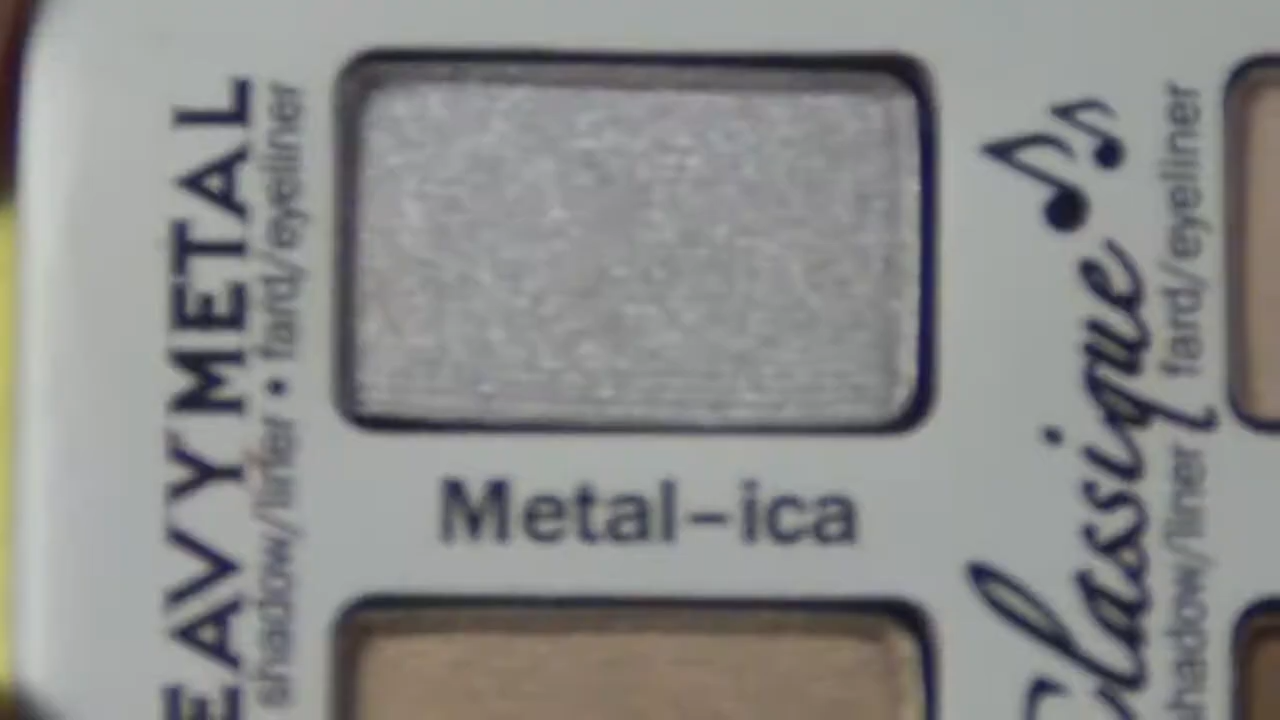 EAVY METAL
shadow/liner • fard/eyeliner
Metal-ica
Classique
shadow/liner fard/eyeliner